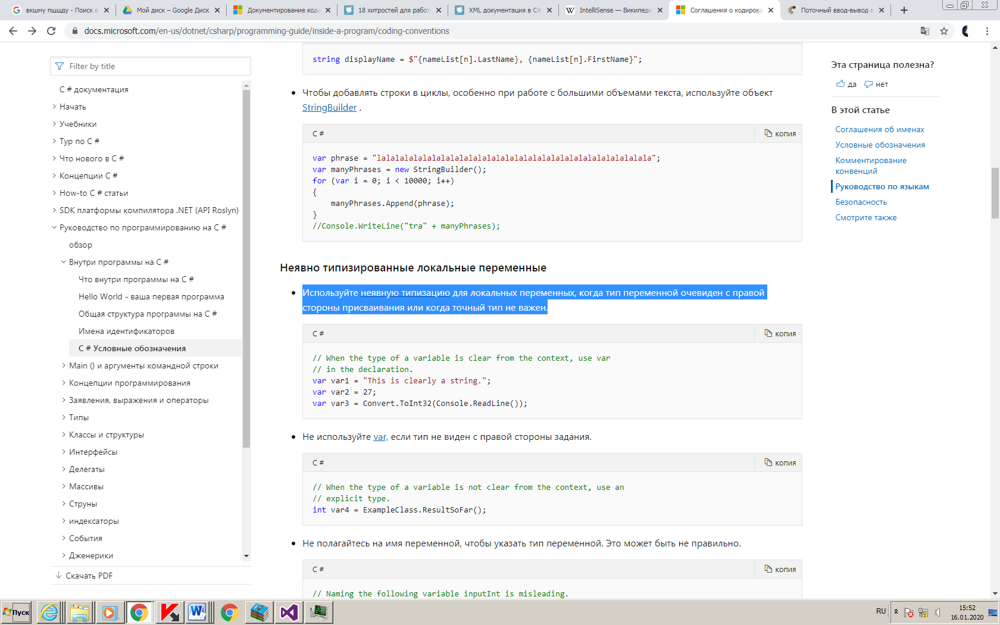 вкшму пщщду - Поиск в
Мой диск – Google Диск
Документирование кода
18 хитростей для работ
XML документация в C#
IntelliSense — Википеди
Соглашения о кодирова
Поточный ввод-вывод в
docs.microsoft.com/en-us/dotnet/csharp/programming-guide/inside-a-program/coding-conventions
Filter by title
C # документация
Начать
Учебники
Тур по C #
Что нового в C #
Концепции C #
How-to C # статьи
SDK платформы компилятора .NET (API Roslyn)
Руководство по программированию на C #
обзор
Внутри программы на C #
Что внутри программы на C #
Hello World - ваша первая программа
Общая структура программы на C #
Имена идентификаторов
C # Условные обозначения
Main () и аргументы командной строки
Концепции программирования
Заявления, выражения и операторы
Типы
Классы и структуры
Интерфейсы
Делегаты
Массивы
Струны
индексаторы
События
Дженерики
Скачать PDF
string displayName = $"{nameList[n].LastName}, {nameList[n].FirstName}";
Чтобы добавлять строки в циклы, особенно при работе с большими объемами текста, используйте объект
StringBuilder .
C #
копия
var phrase = "lalalalalalalalalalalalalalalalalalalalalalalalalalalalalala";
var manyPhrases = new StringBuilder();
for (var i = 0; i < 10000; i++)
{
manyPhrases.Append(phrase);
}
//Console.WriteLine("tra" + manyPhrases);
Неявно типизированные локальные переменные
Используйте неявную типизацию для локальных переменных, когда тип переменной очевиден с правой
стороны присваивания или когда точный тип не важен.
C #
копия
// When the type of a variable is clear from the context, use var
// in the declaration.
var var1 = "This is clearly a string.";
var var2 = 27;
var var3 = Convert.ToInt32(Console.ReadLine());
Не используйте var, если тип не виден с правой стороны задания.
C #
копия
// When the type of a variable is not clear from the context, use an
// explicit type.
int var4 = ExampleClass.ResultSoFar();
Не полагайтесь на имя переменной, чтобы указать тип переменной. Это может быть не правильно.
C #
копия
// Naming the following variable inputInt is misleading.
Эта страница полезна?
да нет
В этой статье
Соглашения об именах
Условные обозначения
Комментирование
конвенций
Руководство по языкам
Безопасность
Смотрите также
Пуск
RU
15:52
16.01.2020